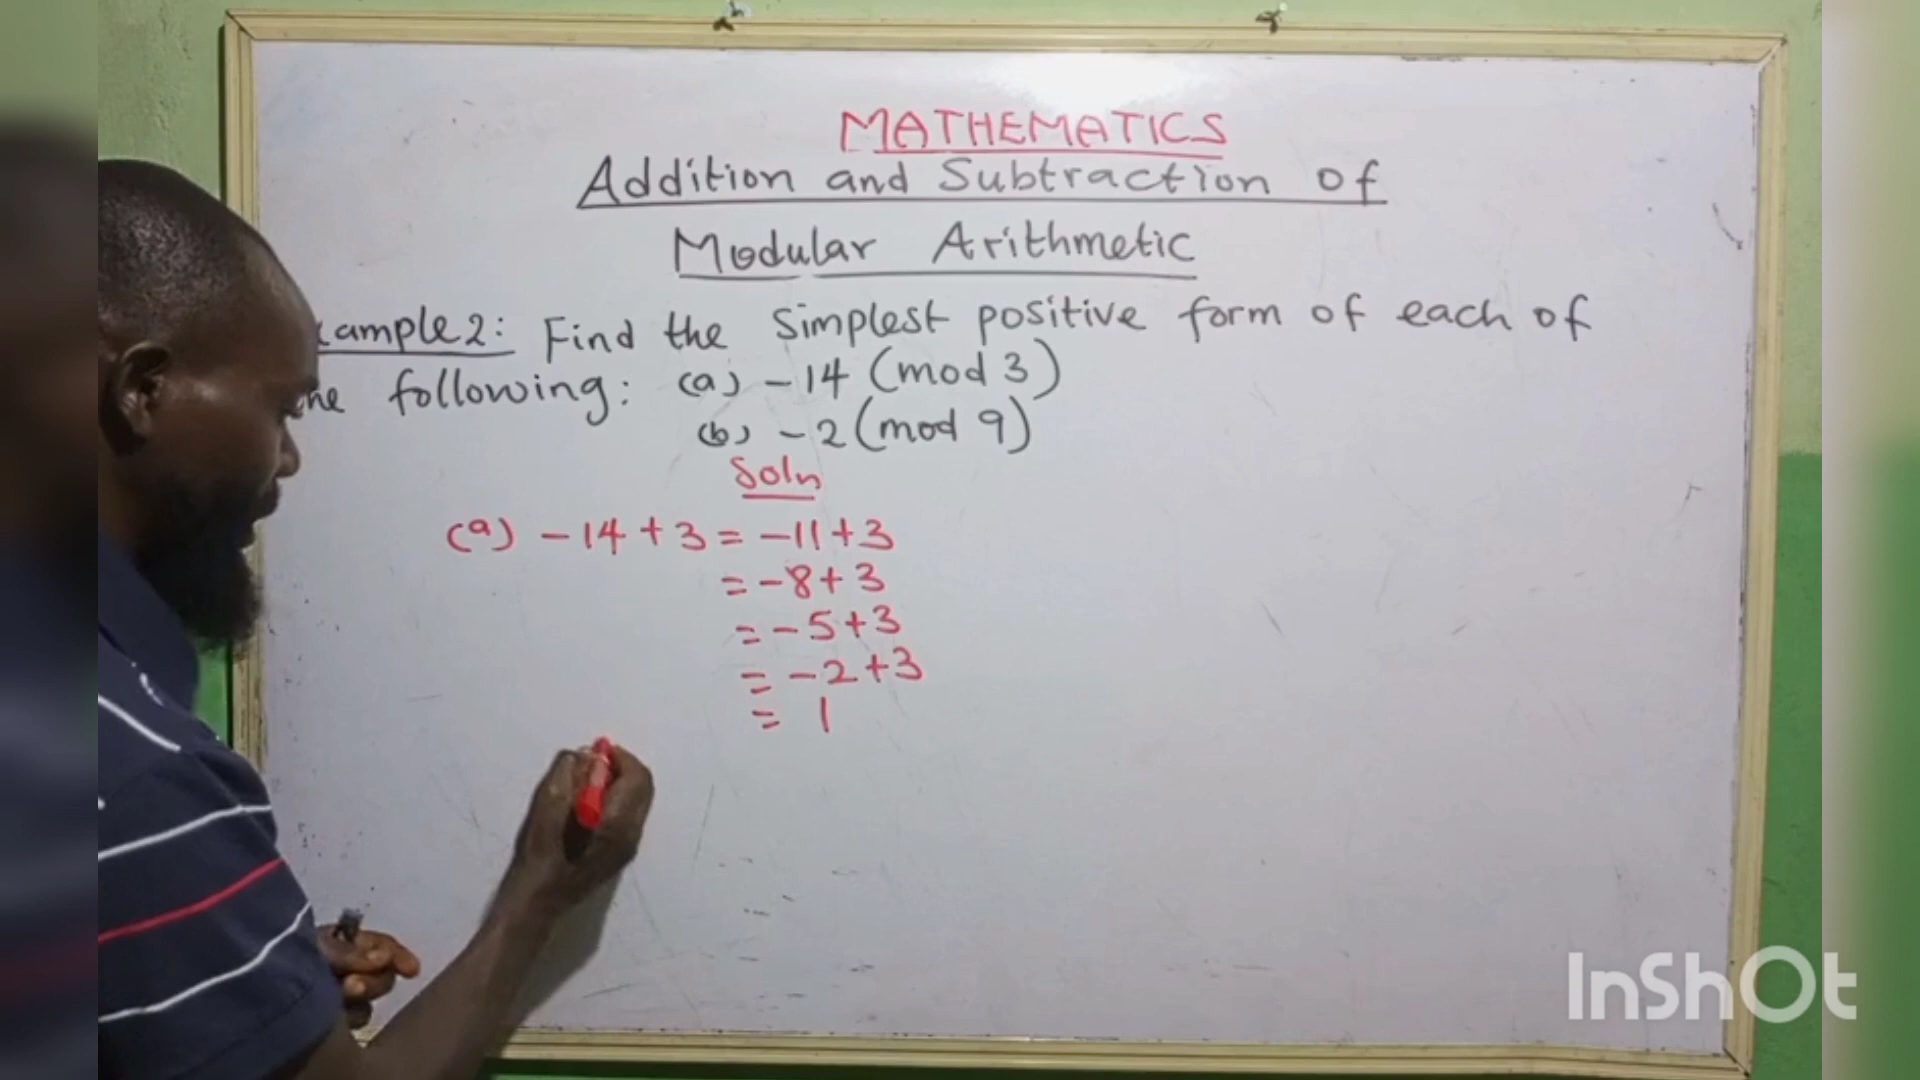 MATHEMATICS
Addition and Subtraction of
Modular Arithmetic
xample 2: Find the Simplest positive form of each of
he following: (a) -14 (mod 3)
(b) -2 (mod 9)
Soln
(a) -14 + 3 = -11 + 3
= -8 + 3
= -5 + 3
= -2 + 3
= 1
InShOt